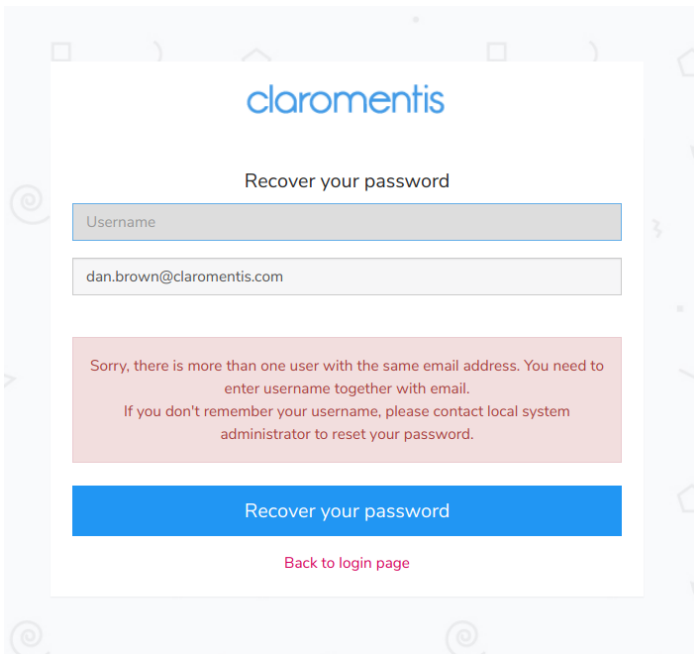 claromentis
Recover your password
Username
dan.brown@claromentis.com
Sorry, there is more than one user with the same email address. You need to
enter username together with email.
If you don't remember your username, please contact local system
administrator to reset your password.
Recover your password
Back to login page